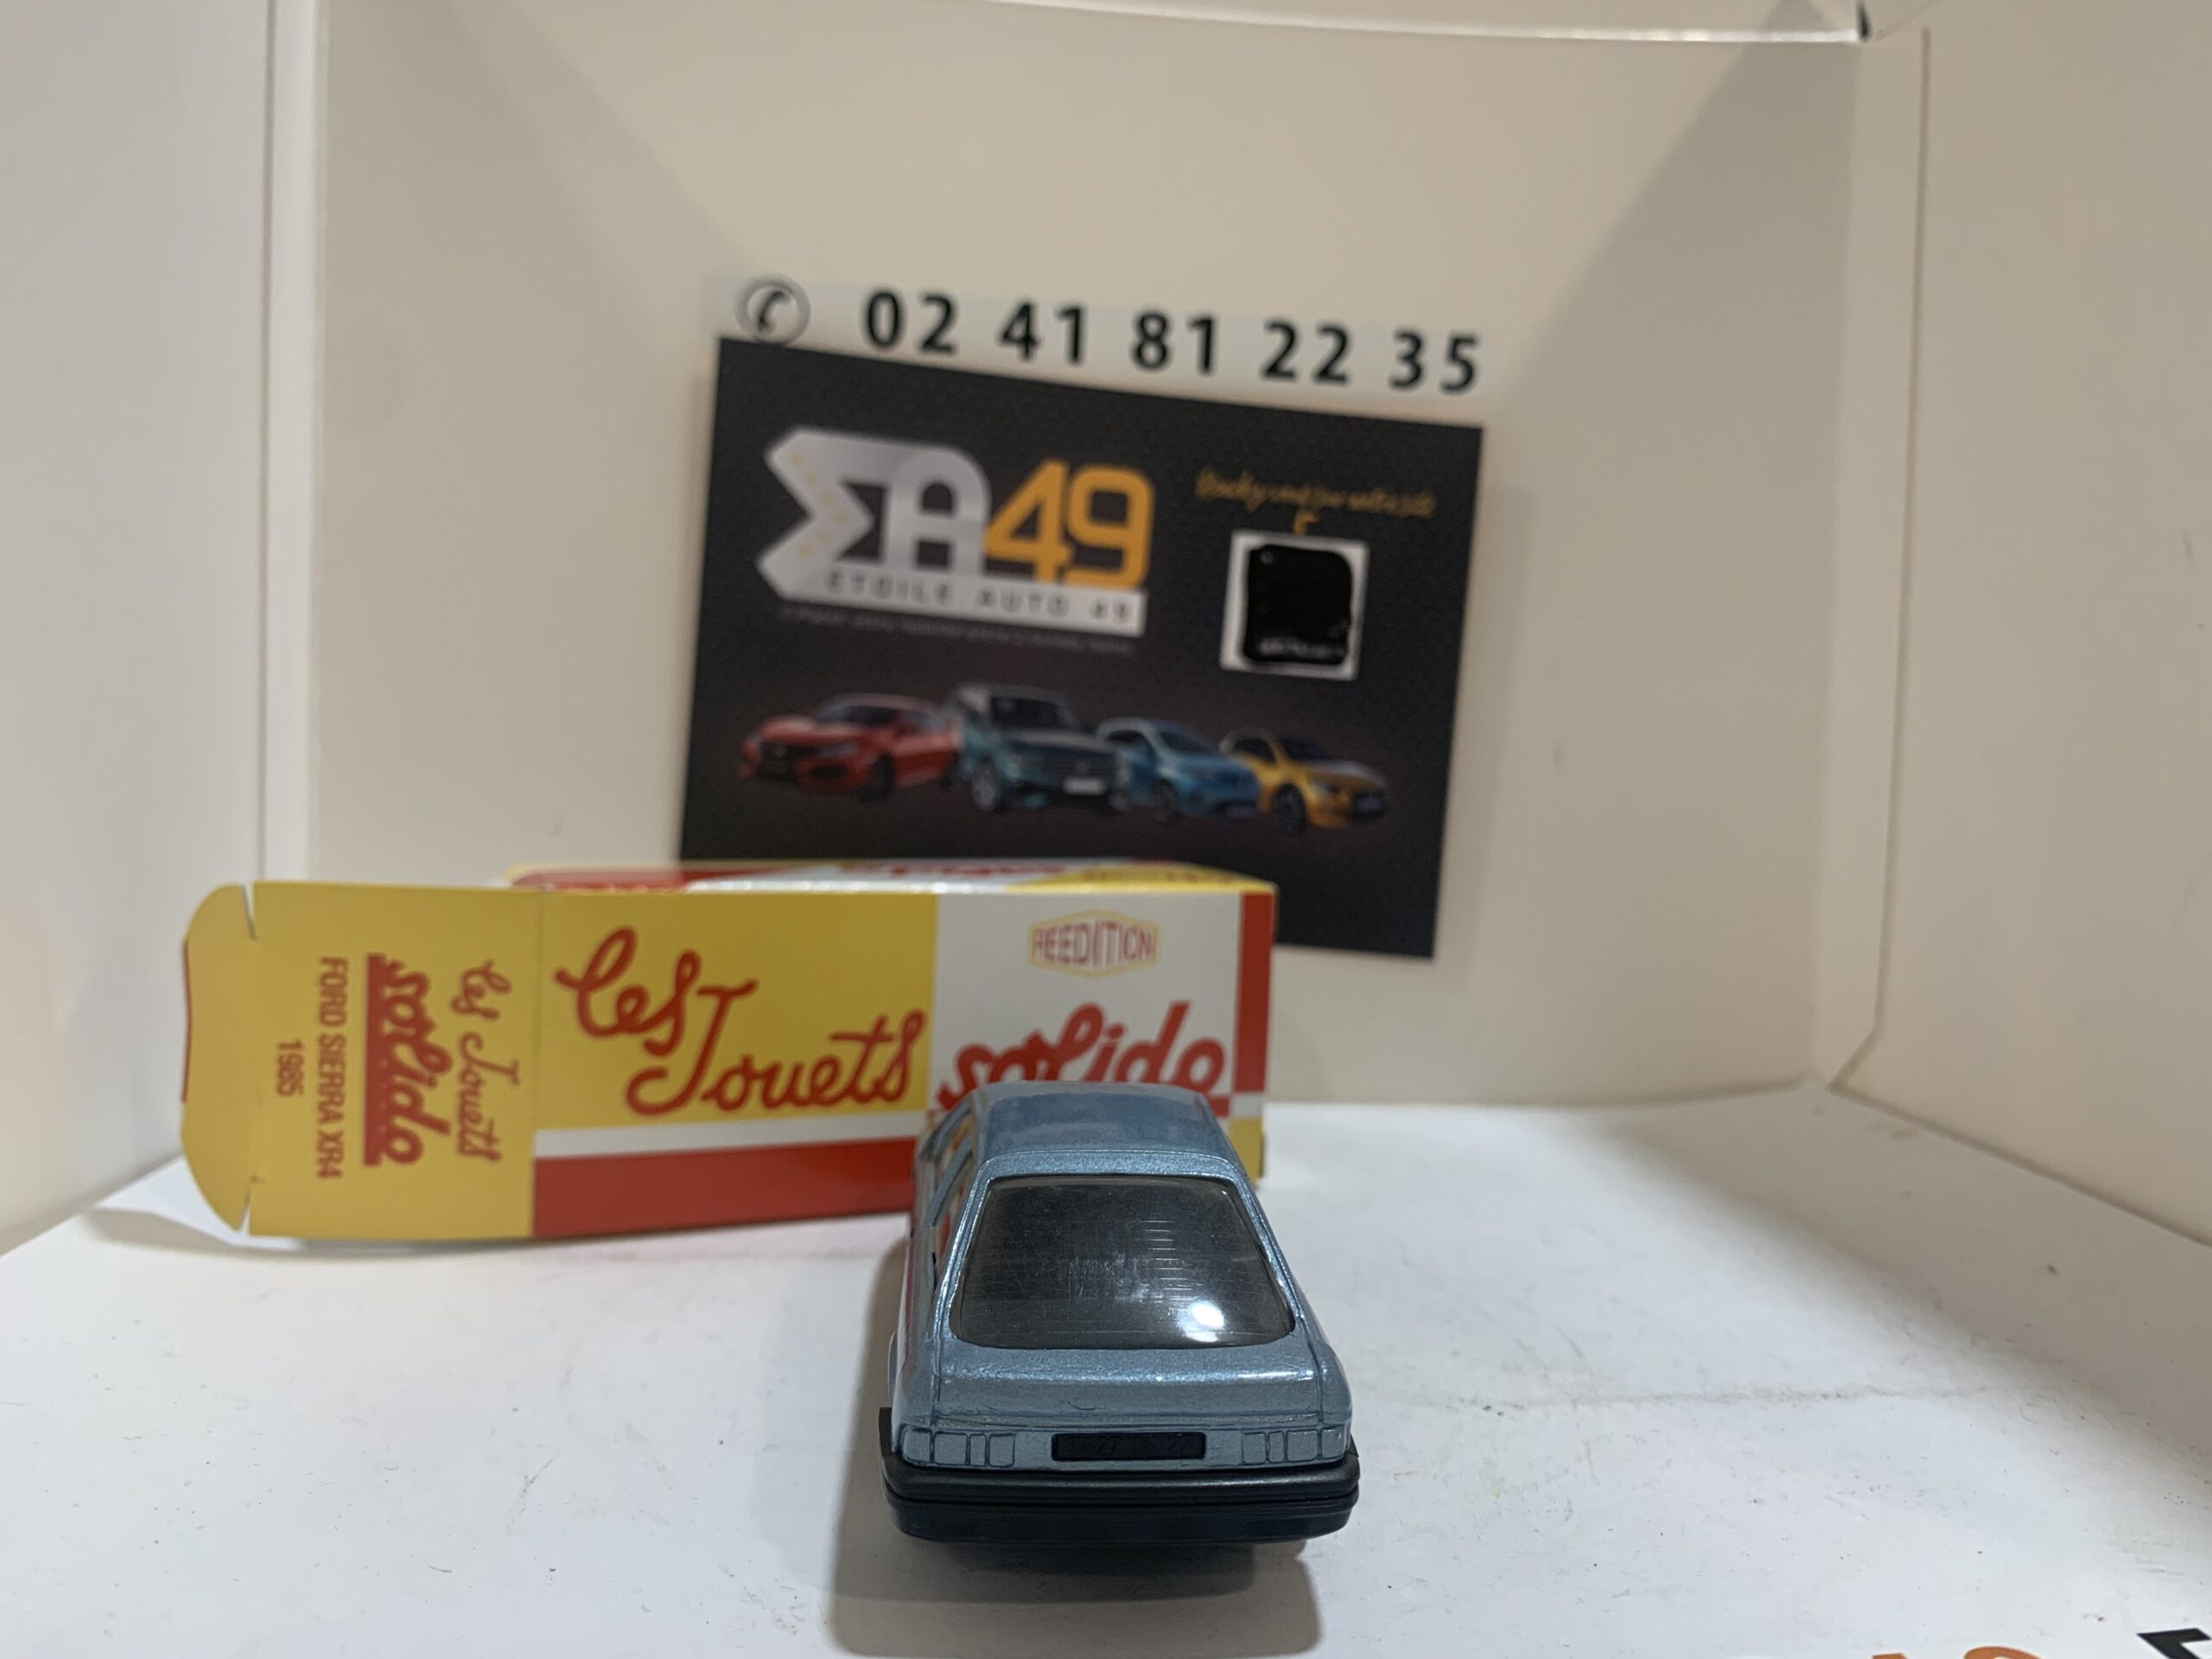 02 41 81 22 35
EA49
ETOILE AUTO 49
REEDITION
Les Jouets
solido
Les Jouets
solido
FORD SIERRA XR4
1985